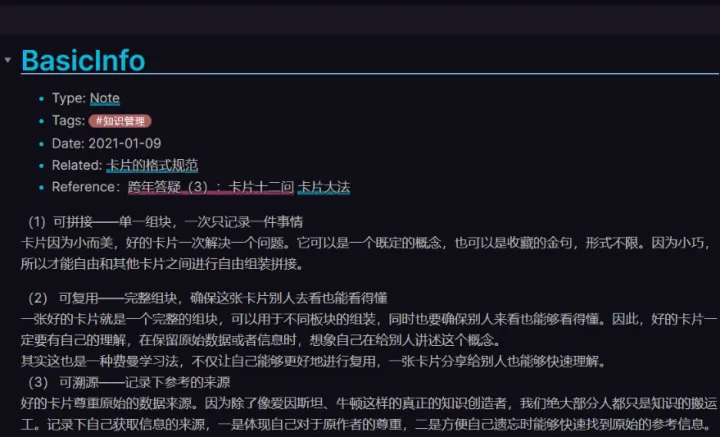 BasicInfo
Type: Note
Tags: #知识管理
Date: 2021-01-09
Related: 卡片的格式规范
Reference：跨年答疑（3）：卡片十二问 卡片大法
（1）可拼接——单一组块，一次只记录一件事情
卡片因为小而美，好的卡片一次解决一个问题。它可以是一个既定的概念，也可以是收藏的金句，形式不限。因为小巧，
所以才能自由和其他卡片之间进行自由组装拼接。
（2） 可复用——完整组块，确保这张卡片别人去看也能看得懂
一张好的卡片就是一个完整的组块，可以用于不同板块的组装，同时也要确保别人来看也能够看得懂。因此，好的卡片一
定要有自己的理解，在保留原始数据或者信息时，想象自己在给别人讲述这个概念。
其实这也是一种费曼学习法，不仅让自己能够更好地进行复用，一张卡片分享给别人也能够快速理解。
（3） 可溯源——记录下参考的来源
好的卡片尊重原始的数据来源。因为除了像爱因斯坦、牛顿这样的真正的知识创造者，我们绝大部分人都只是知识的搬运
工。记录下自己获取信息的来源，一是体现自己对于原作者的尊重，二是方便自己遗忘时能够快速找到原始的参考信息。